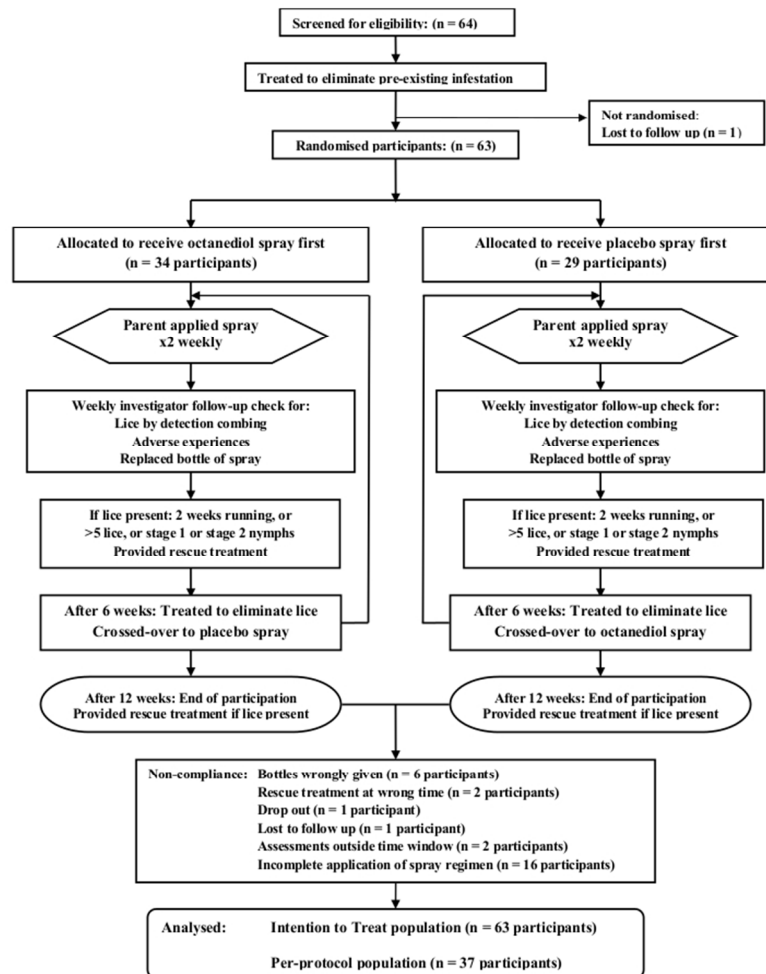 Screened for eligibility: (n = 64)
Treated to eliminate pre-existing infestation
Not randomised:
Lost to follow up (n = 1)
Randomised participants: (n = 63)
Allocated to receive octanediol spray first
(n = 34 participants)
Allocated to receive placebo spray first
(n = 29 participants)
Parent applied spray
x2 weekly
Parent applied spray
x2 weekly
Weekly investigator follow-up check for:
Lice by detection combing
Adverse experiences
Replaced bottle of spray
Weekly investigator follow-up check for:
Lice by detection combing
Adverse experiences
Replaced bottle of spray
If lice present: 2 weeks running, or
>5 lice, or stage 1 or stage 2 nymphs
Provided rescue treatment
If lice present: 2 weeks running, or
>5 lice, or stage 1 or stage 2 nymphs
Provided rescue treatment
After 6 weeks: Treated to eliminate lice
Crossed-over to placebo spray
After 6 weeks: Treated to eliminate lice
Crossed-over to octanediol spray
After 12 weeks: End of participation
Provided rescue treatment if lice present
After 12 weeks: End of participation
Provided rescue treatment if lice present
Non-compliance: Bottles wrongly given (n = 6 participants)
Rescue treatment at wrong time (n = 2 participants)
Drop out (n = 1 participant)
Lost to follow up (n = 1 participant)
Assessments outside time window (n = 2 participants)
Incomplete application of spray regimen (n = 16 participants)
Analysed: Intention to Treat population (n = 63 participants)
Per-protocol population (n = 37 participants)